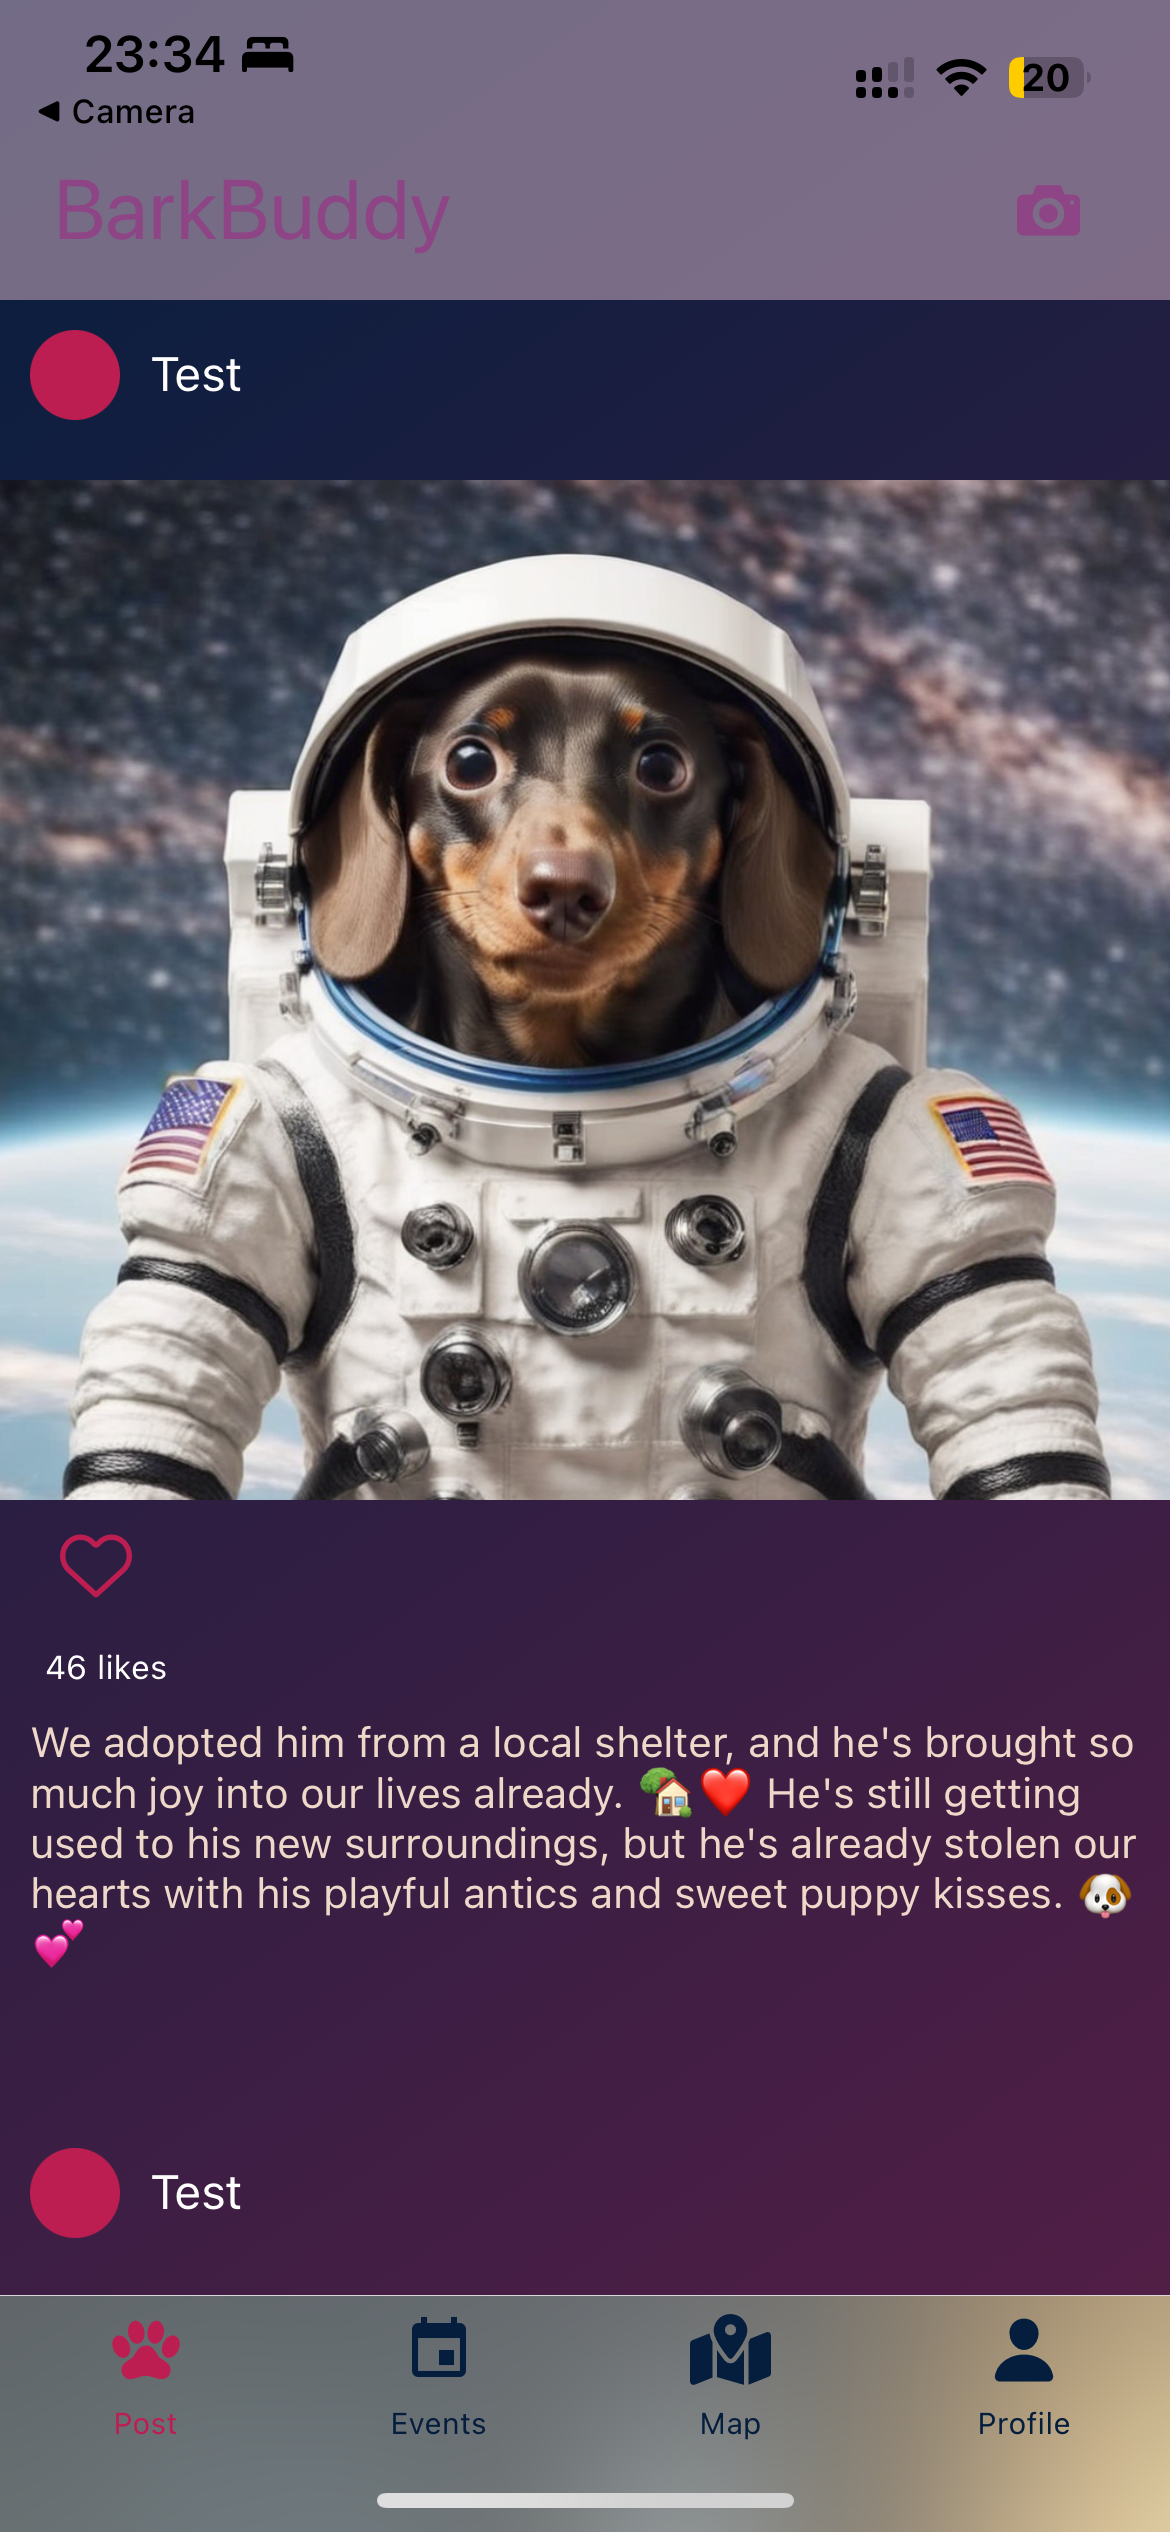 23:34
Camera
20
BarkBuddy
Test
46 likes
We adopted him from a local shelter, and he's brought so
much joy into our lives already. 🏡❤️ He's still getting
used to his new surroundings, but he's already stolen our
hearts with his playful antics and sweet puppy kisses. 🐶
💕
Test
Post Events Map Profile